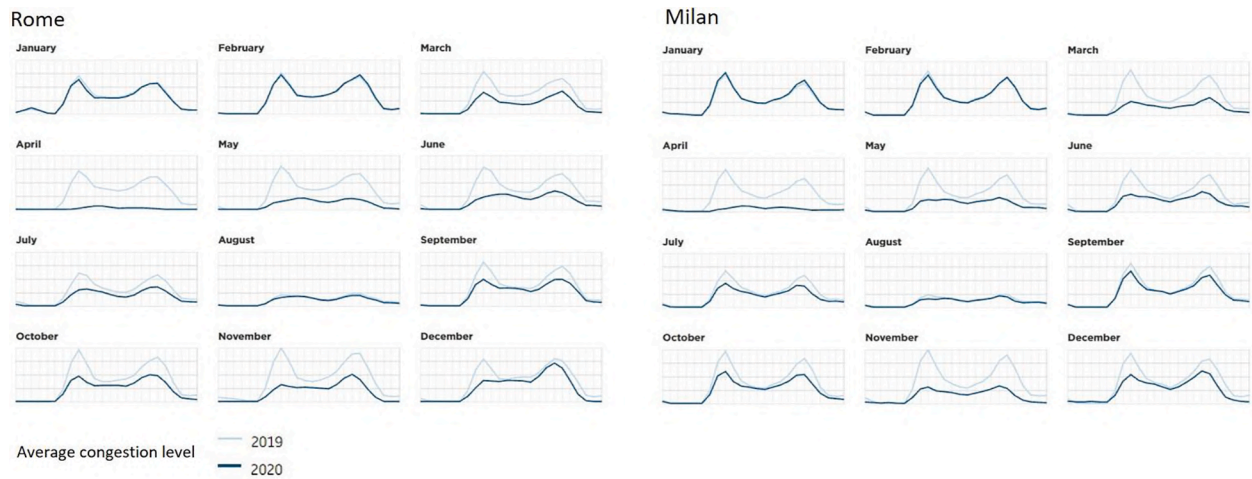 Rome
Milan
January
February
March
January
February
March
April
May
June
April
May
June
July
August
September
July
August
September
October
November
December
October
November
December
Average congestion level
2019
2020